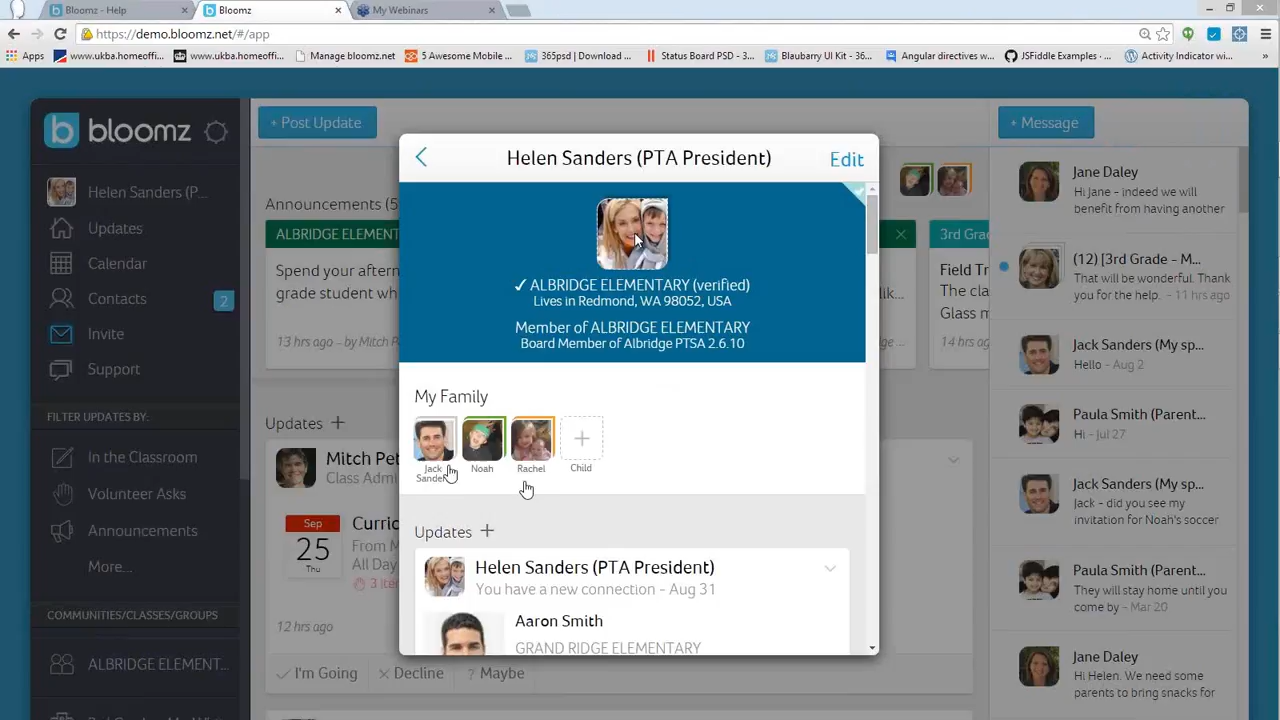 Bloomz - Help
Bloomz
My Webinars
https://demo.bloomz.net/#/app
Apps
www.ukba.homeoffi...
www.ukba.homeoffi...
Manage bloomz.net
5 Awesome Mobile ...
365psd | Download ...
Status Board PSD - 3...
Blaubarry UI Kit - 36...
Angular directives w...
JSFiddle Examples ·...
Activity Indicator wi...
»
b bloomz
Helen Sanders (P...
Updates
Calendar
Contacts
2
Invite
Support
FILTER UPDATES BY:
In the Classroom
Volunteer Asks
Announcements
More...
COMMUNITIES/CLASSES/GROUPS
ALBRIDGE ELEMENT...
+ Post Update
Announcements (5
ALBRIDGE ELEMENT
Spend your aftern
grade student wh
13 hrs ago – by Mitch P
Updates +
Mitch Pe
Class Admi
Sep
25
Thu
Curric
From M
All Day
3 iter
12 hrs ago
I'm Going
Decline
? Maybe
Helen Sanders (PTA President)
Edit
✓ ALBRIDGE ELEMENTARY (verified)
Lives in Redmond, WA 98052, USA
Member of ALBRIDGE ELEMENTARY
Board Member of Albridge PTSA 2.6.10
My Family
Jack
Sander
Noah
Rachel
+
Child
Updates +
Helen Sanders (PTA President)
You have a new connection - Aug 31
Aaron Smith
GRAND RIDGE ELEMENTARY
3rd Grad
Field Tr
The clas
Glass m
14 hrs ago
+ Message
Jane Daley
Hi Jane - indeed we will
benefit from having another
(12) [3rd Grade - M...
That will be wonderful. Thank
you for the help. - 11 hrs ago
Jack Sanders (My sp...
Hello - Aug 2
Paula Smith (Parent...
Hi - Jul 27
Jack Sanders (My sp...
Jack - did you see my
invitation for Noah's soccer
Paula Smith (Parent...
They will stay home until you
come by - Mar 20
Jane Daley
Hi Helen. We need some
parents to bring snacks for